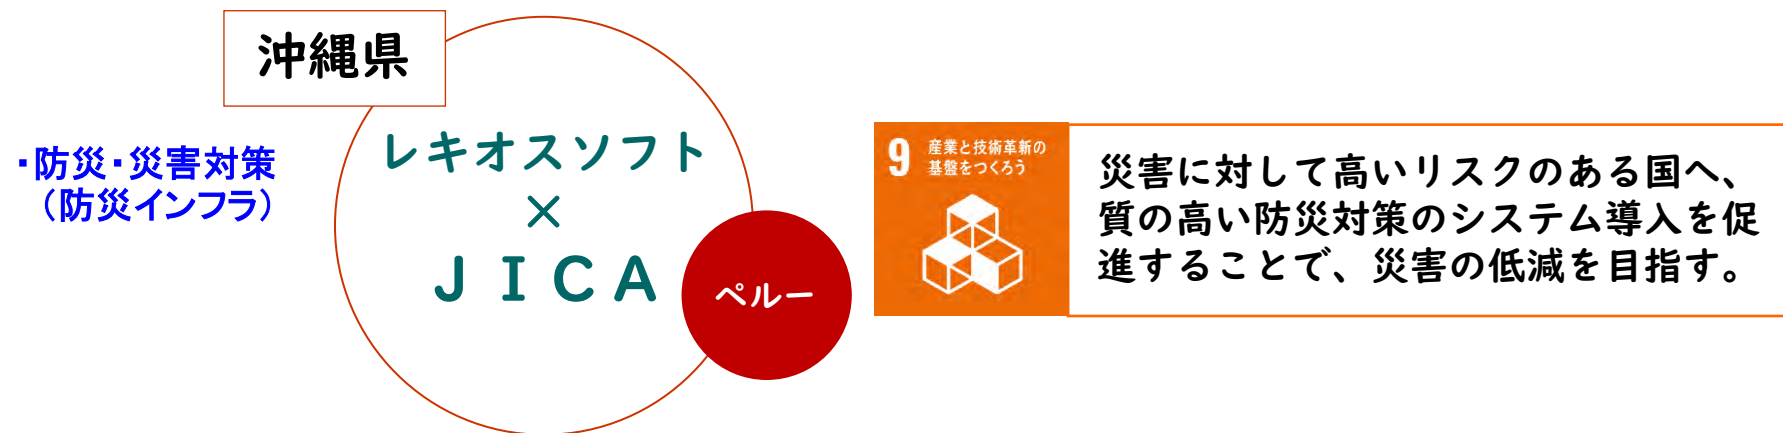 沖縄県
・防災・災害対策
（防災インフラ）
レキオスソフト
×
ＪＩＣＡ
ペルー
9 産業と技術革新の
基盤をつくろう
災害に対して高いリスクのある国へ、
質の高い防災対策のシステム導入を促
進することで、災害の低減を目指す。